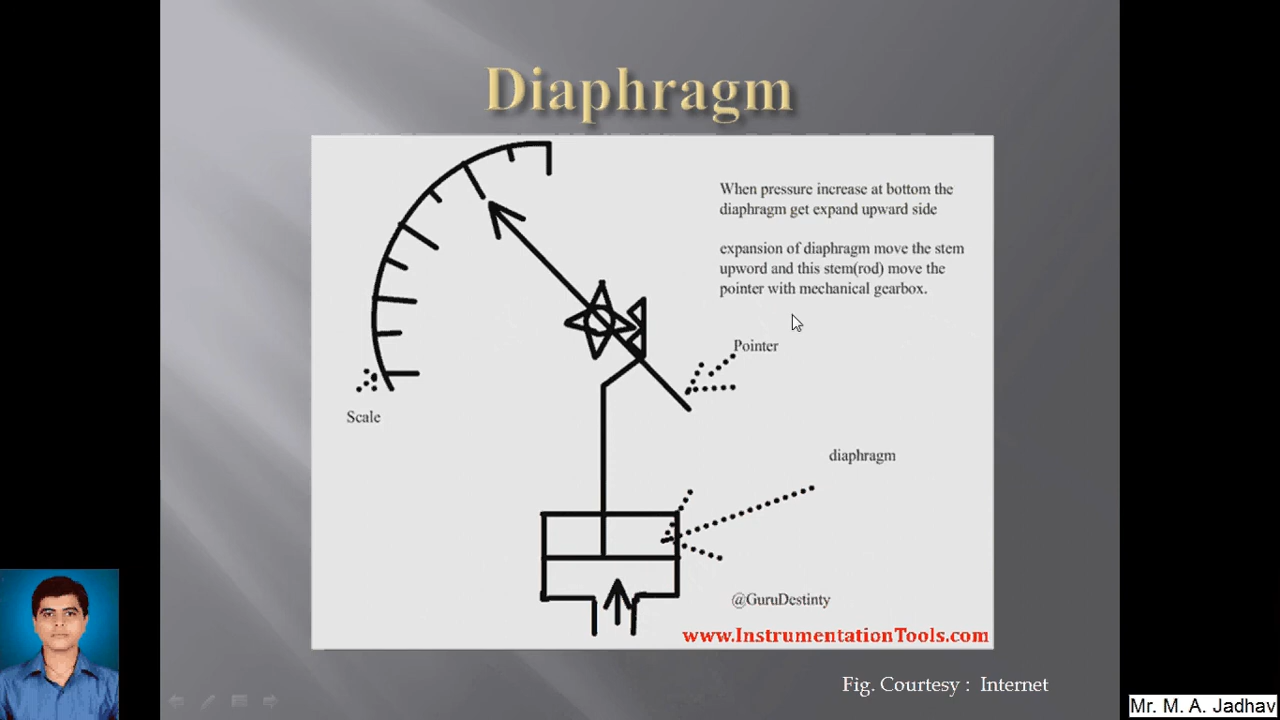 Diaphragm
When pressure increase at bottom the
diaphragm get expand upward side
expansion of diaphragm move the stem
upword and this stem(rod) move the
pointer with mechanical gearbox.
Pointer
Scale
diaphragm
@GuruDestinty
www.InstrumentationTools.com
Fig. Courtesy : Internet
Mr. M. A. Jadhav